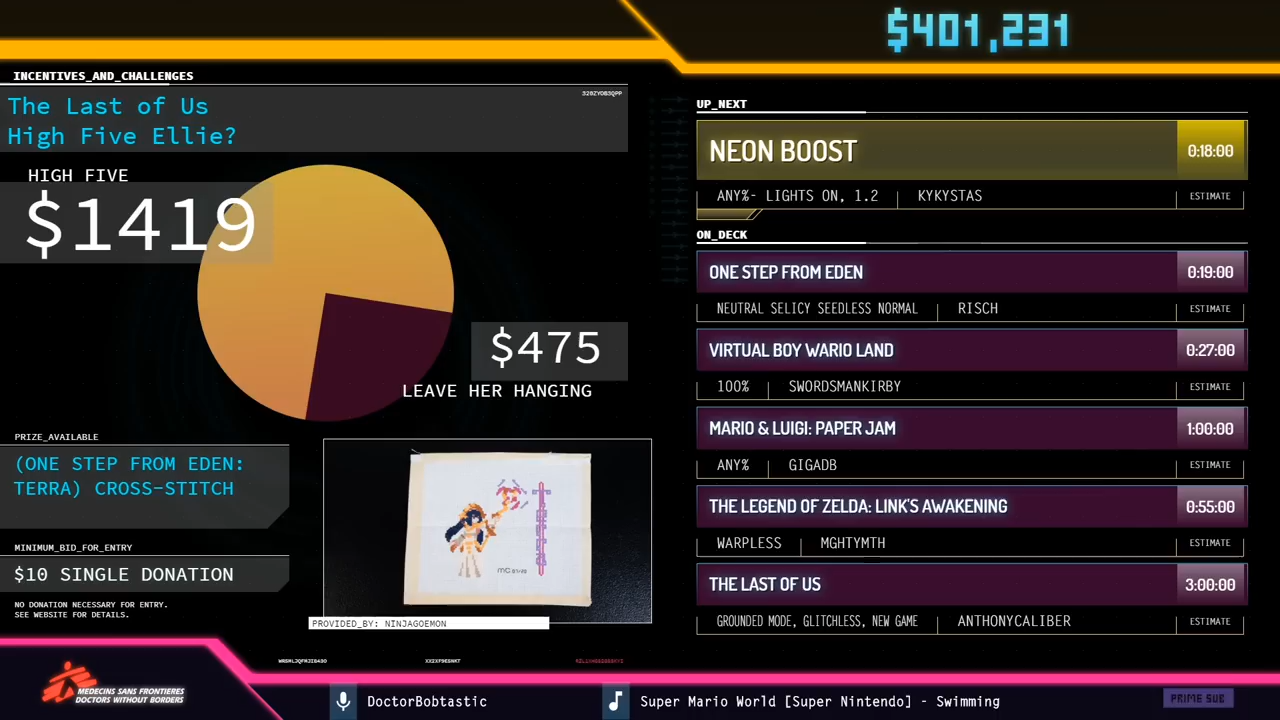 $401,231
INCENTIVES_AND_CHALLENGES
The Last of Us
High Five Ellie?
HIGH FIVE
$1419
$475
LEAVE HER HANGING
PRIZE_AVAILABLE
(ONE STEP FROM EDEN:
TERRA) CROSS-STITCH
MINIMUM_BID_FOR_ENTRY
$10 SINGLE DONATION
NO DONATION NECESSARY FOR ENTRY.
SEE WEBSITE FOR DETAILS.
PROVIDED_BY: NINJAGOEMON
UP_NEXT
NEON BOOST 0:18:00
ANY%- LIGHTS ON, 1.2 KYKYSTAS ESTIMATE
ON_DECK
ONE STEP FROM EDEN 0:19:00
NEUTRAL SELICY SEEDLESS NORMAL RISCH ESTIMATE
VIRTUAL BOY WARIO LAND 0:27:00
100% SWORDSMANKIRBY ESTIMATE
MARIO & LUIGI: PAPER JAM 1:00:00
ANY% GIGADB ESTIMATE
THE LEGEND OF ZELDA: LINK'S AWAKENING 0:55:00
WARPLESS MGHTYMTH ESTIMATE
THE LAST OF US 3:00:00
GROUNDED MODE, GLITCHLESS, NEW GAME ANTHONYCALIBER ESTIMATE
MEDECINS SANS FRONTIERES
DOCTORS WITHOUT BORDERS
DoctorBobtastic
Super Mario World [Super Nintendo] - Swimming
PRIME SUB